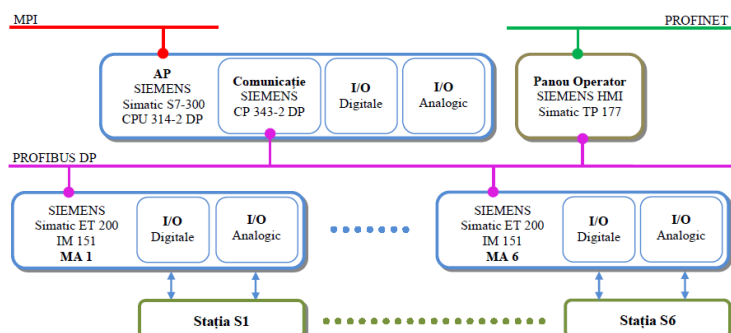 MPI
PROFINET
AP
SIEMENS
Simatic S7-300
CPU 314-2 DP
Comunicație
SIEMENS
CP 343-2 DP
I/O
Digitale
I/O
Analogic
Panou Operator
SIEMENS HMI
Simatic TP 177
PROFIBUS DP
SIEMENS
Simatic ET 200
IM 151
MA 1
I/O
Digitale
I/O
Analogic
SIEMENS
Simatic ET 200
IM 151
MA 6
I/O
Digitale
I/O
Analogic
Stația S1
Stația S6